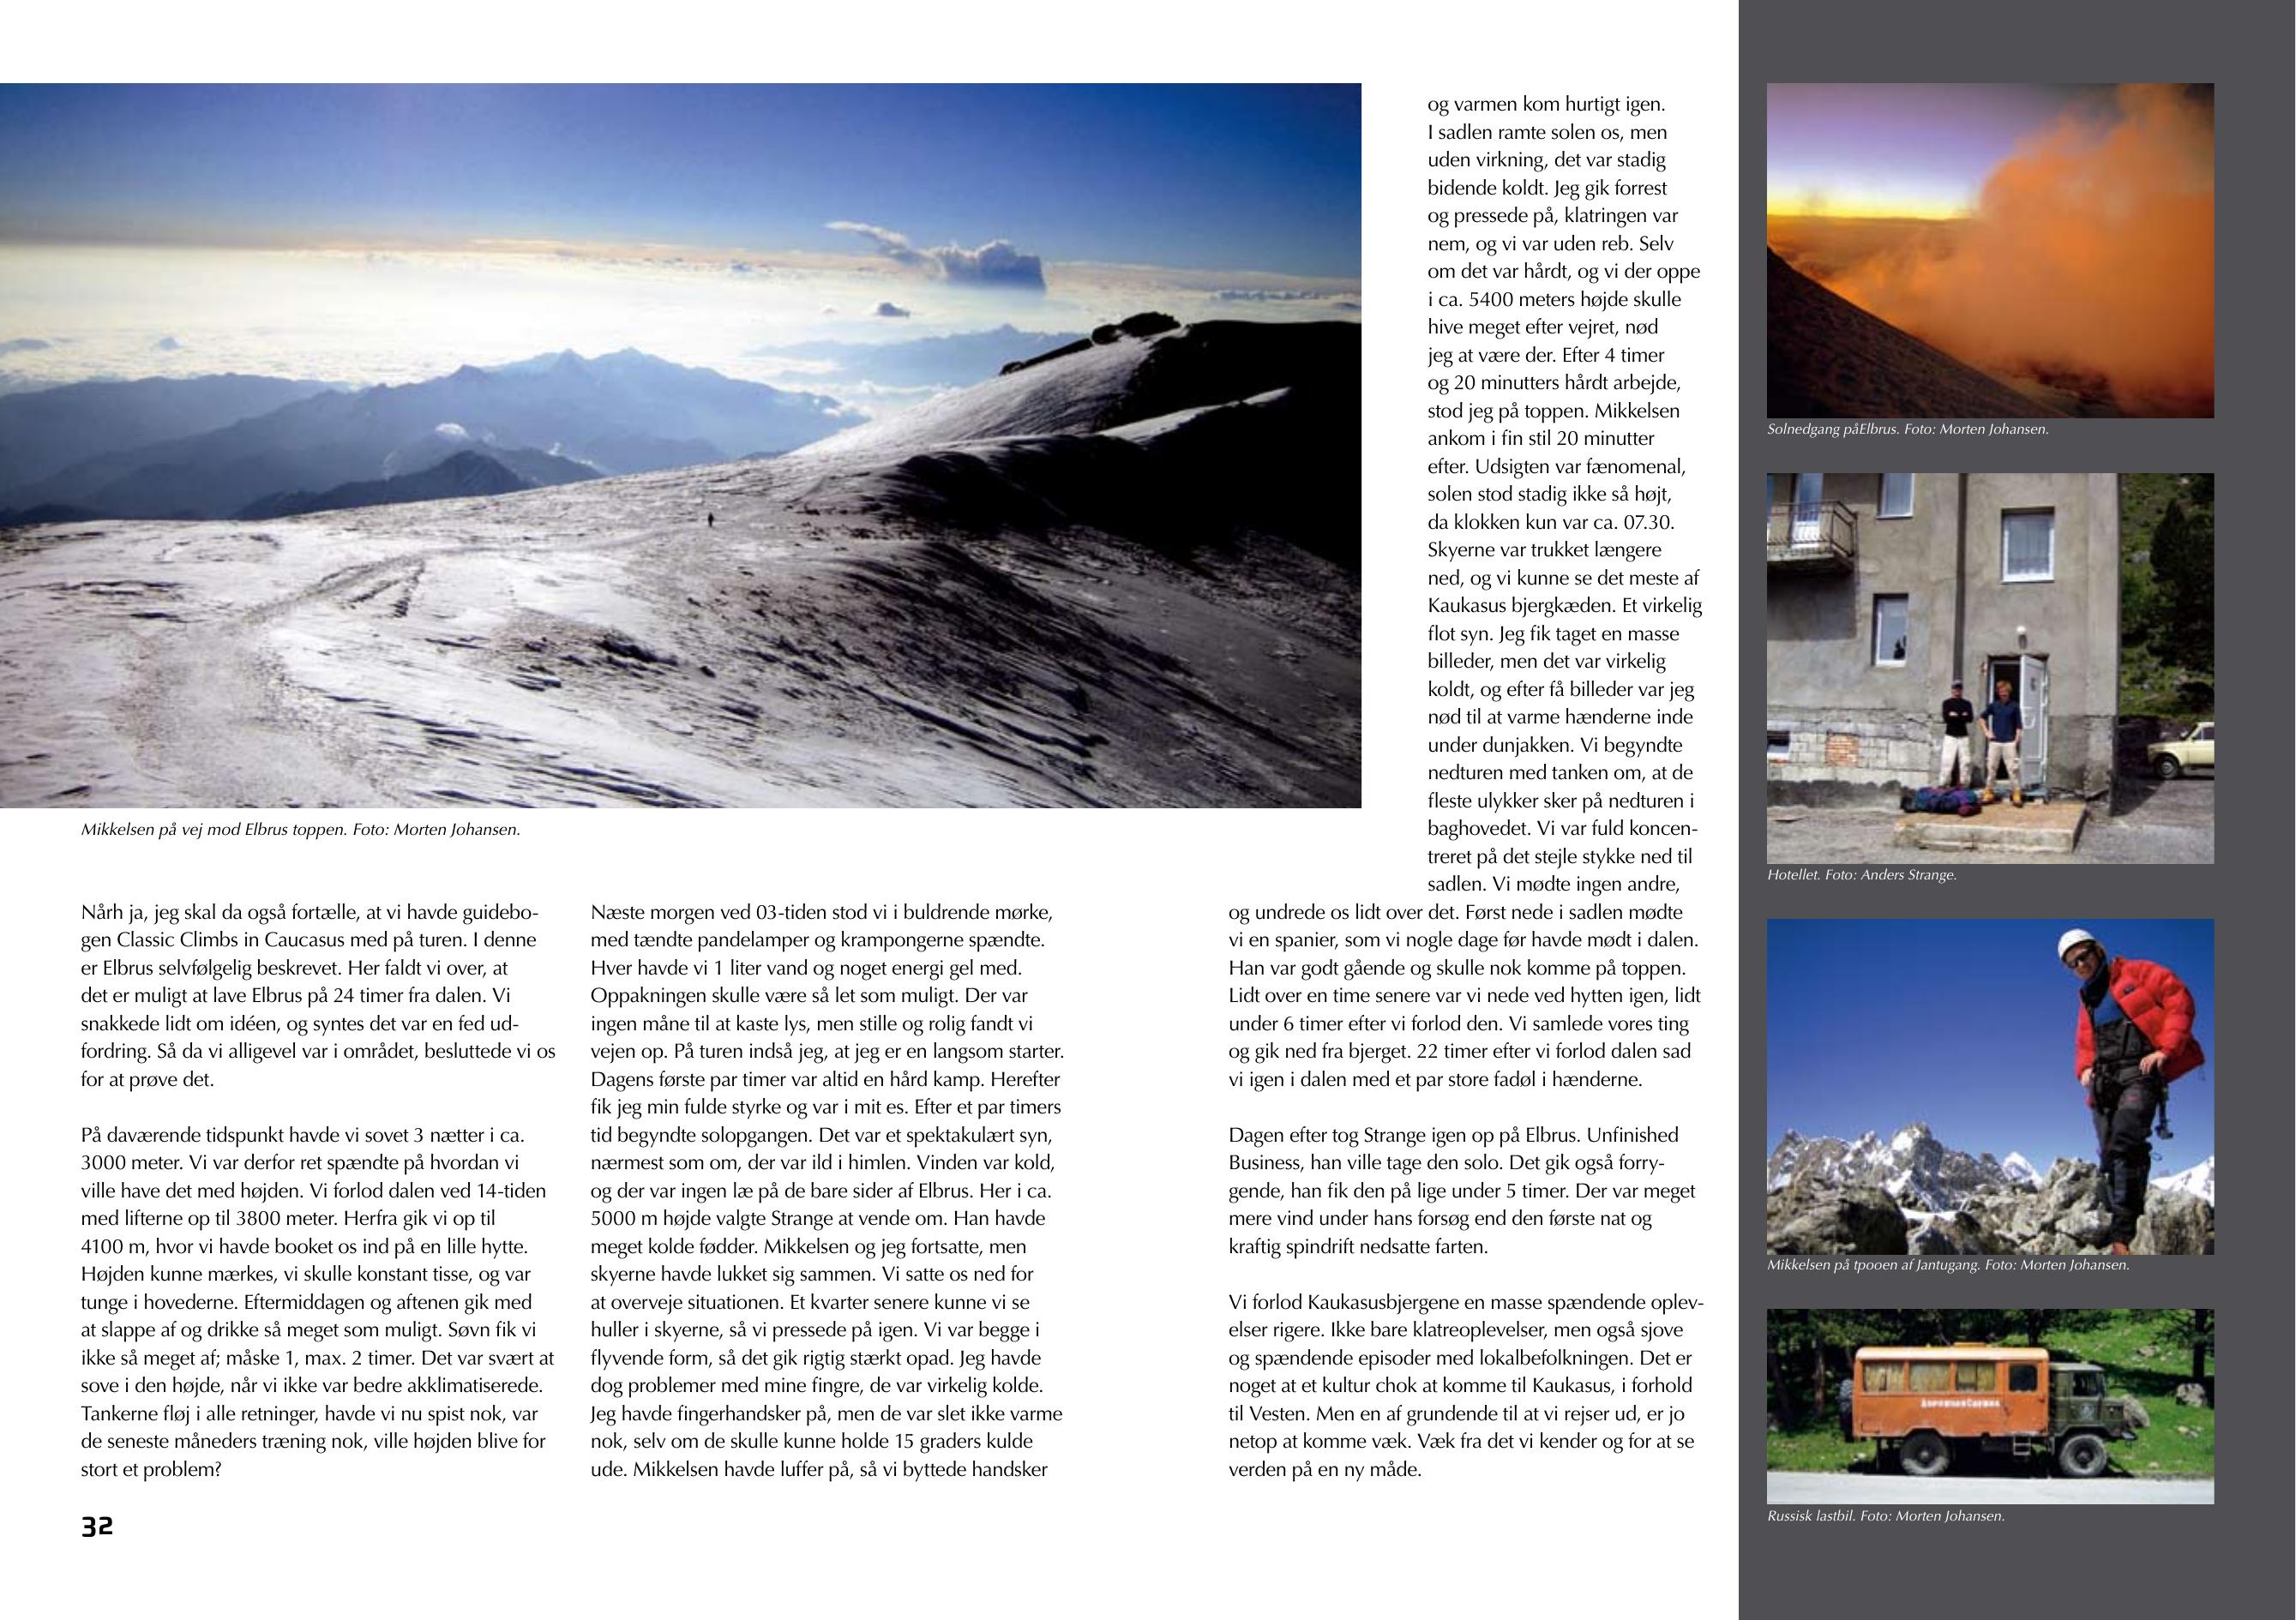 Mikkelsen på vej mod Elbrus toppen. Foto: Morten Johansen.
Nårh ja, jeg skal da også fortælle, at vi havde guidebo-
gen Classic Climbs in Caucasus med på turen. I denne
er Elbrus selvfølgelig beskrevet. Her faldt vi over, at
det er muligt at lave Elbrus på 24 timer fra dalen. Vi
snakkede lidt om idéen, og syntes det var en fed ud-
fordring. Så da vi alligevel var i området, besluttede vi os
for at prøve det.
På daværende tidspunkt havde vi sovet 3 nætter i ca.
3000 meter. Vi var derfor ret spændte på hvordan vi
ville have det med højden. Vi forlod dalen ved 14-tiden
med lifterne op til 3800 meter. Herfra gik vi op til
4100 m, hvor vi havde booket os ind på en lille hytte.
Højden kunne mærkes, vi skulle konstant tisse, og var
tunge i hovederne. Eftermiddagen og aftenen gik med
at slappe af og drikke så meget som muligt. Søvn fik vi
ikke så meget af; måske 1, max. 2 timer. Det var svært at
sove i den højde, når vi ikke var bedre akklimatiserede.
Tankerne fløj i alle retninger, havde vi nu spist nok, var
de seneste måneders træning nok, ville højden blive for
stort et problem?
Næste morgen ved 03-tiden stod vi i buldrende mørke,
med tændte pandelamper og krampongerne spændte.
Hver havde vi 1 liter vand og noget energi gel med.
Oppakningen skulle være så let som muligt. Der var
ingen måne til at kaste lys, men stille og rolig fandt vi
vejen op. På turen indså jeg, at jeg er en langsom starter.
Dagens første par timer var altid en hård kamp. Herefter
fik jeg min fulde styrke og var i mit es. Efter et par timers
tid begyndte solopgangen. Det var et spektakulært syn,
nærmest som om, der var ild i himlen. Vinden var kold,
og der var ingen læ på de bare sider af Elbrus. Her i ca.
5000 m højde valgte Strange at vende om. Han havde
meget kolde fødder. Mikkelsen og jeg fortsatte, men
skyerne havde lukket sig sammen. Vi satte os ned for
at overveje situationen. Et kvarter senere kunne vi se
huller i skyerne, så vi pressede på igen. Vi var begge i
flyvende form, så det gik rigtig stærkt opad. Jeg havde
dog problemer med mine fingre, de var virkelig kolde.
Jeg havde fingerhandsker på, men de var slet ikke varme
nok, selv om de skulle kunne holde 15 graders kulde
ude. Mikkelsen havde luffer på, så vi byttede handsker
og varmen kom hurtigt igen.
I sadlen ramte solen os, men
uden virkning, det var stadig
bidende koldt. Jeg gik forrest
og pressede på, klatringen var
nem, og vi var uden reb. Selv
om det var hårdt, og vi der oppe
i ca. 5400 meters højde skulle
hive meget efter vejret, nød
jeg at være der. Efter 4 timer
og 20 minutters hårdt arbejde,
stod jeg på toppen. Mikkelsen
ankom i fin stil 20 minutter
efter. Udsigten var fænomenal,
solen stod stadig ikke så højt,
da klokken kun var ca. 07.30.
Skyerne var trukket længere
ned, og vi kunne se det meste af
Kaukasus bjergkæden. Et virkelig
flot syn. Jeg fik taget en masse
billeder, men det var virkelig
koldt, og efter få billeder var jeg
nød til at varme hænderne inde
under dunjakken. Vi begyndte
nedturen med tanken om, at de
fleste ulykker sker på nedturen i
baghovedet. Vi var fuld koncen-
treret på det stejle stykke ned til
sadlen. Vi mødte ingen andre,
og undrede os lidt over det. Først nede i sadlen mødte
vi en spanier, som vi nogle dage før havde mødt i dalen.
Han var godt gående og skulle nok komme på toppen.
Lidt over en time senere var vi nede ved hytten igen, lidt
under 6 timer efter vi forlod den. Vi samlede vores ting
og gik ned fra bjerget. 22 timer efter vi forlod dalen sad
vi igen i dalen med et par store fadøl i hænderne.
Dagen efter tog Strange igen op på Elbrus. Unfinished
Business, han ville tage den solo. Det gik også forry-
gende, han fik den på lige under 5 timer. Der var meget
mere vind under hans forsøg end den første nat og
kraftig spindrift nedsatte farten.
Vi forlod Kaukasusbjergene en masse spændende oplev-
elser rigere. Ikke bare klatreoplevelser, men også sjove
og spændende episoder med lokalbefolkningen. Det er
noget at et kultur chok at komme til Kaukasus, i forhold
til Vesten. Men en af grundende til at vi rejser ud, er jo
netop at komme væk. Væk fra det vi kender og for at se
verden på en ny måde.
Solnedgang påElbrus. Foto: Morten Johansen.
Hotellet. Foto: Anders Strange.
Mikkelsen på tpooen af Jantugang. Foto: Morten Johansen.
Russisk lastbil. Foto: Morten Johansen.
32